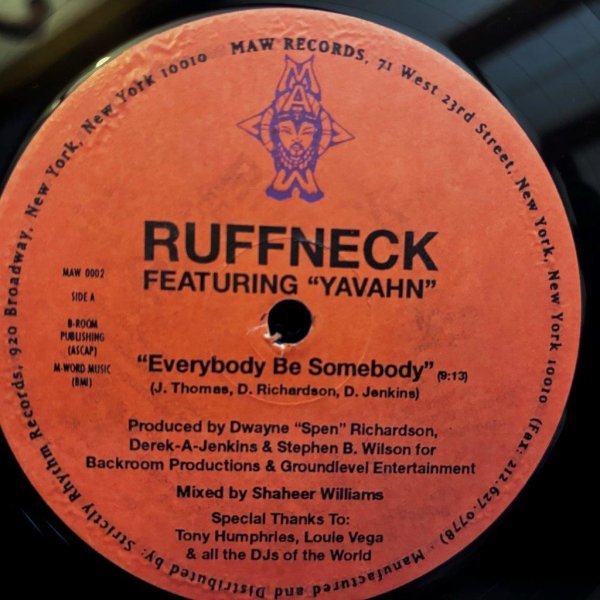 MAW RECORDS, 71 West 23rd Street, New York, New York 10010 (Fax: 212-627-0778) • Manufactured and Distributed by: Strictly Rhythm Records, 920 Broadway, New York, New York 10010
MAW
RUFFNECK
FEATURING "YAVAHN"
MAW 0002
SIDE A
B-ROOM
PUBLISHING
(ASCAP)
M-WORD MUSIC
(BMI)
"Everybody Be Somebody" (9:13)
(J. Thomas, D. Richardson, D. Jenkins)
Produced by Dwayne "Spen" Richardson,
Derek-A-Jenkins & Stephen B. Wilson for
Backroom Productions & Groundlevel Entertainment
Mixed by Shaheer Williams
Special Thanks To:
Tony Humphries, Louie Vega
& all the DJs of the World